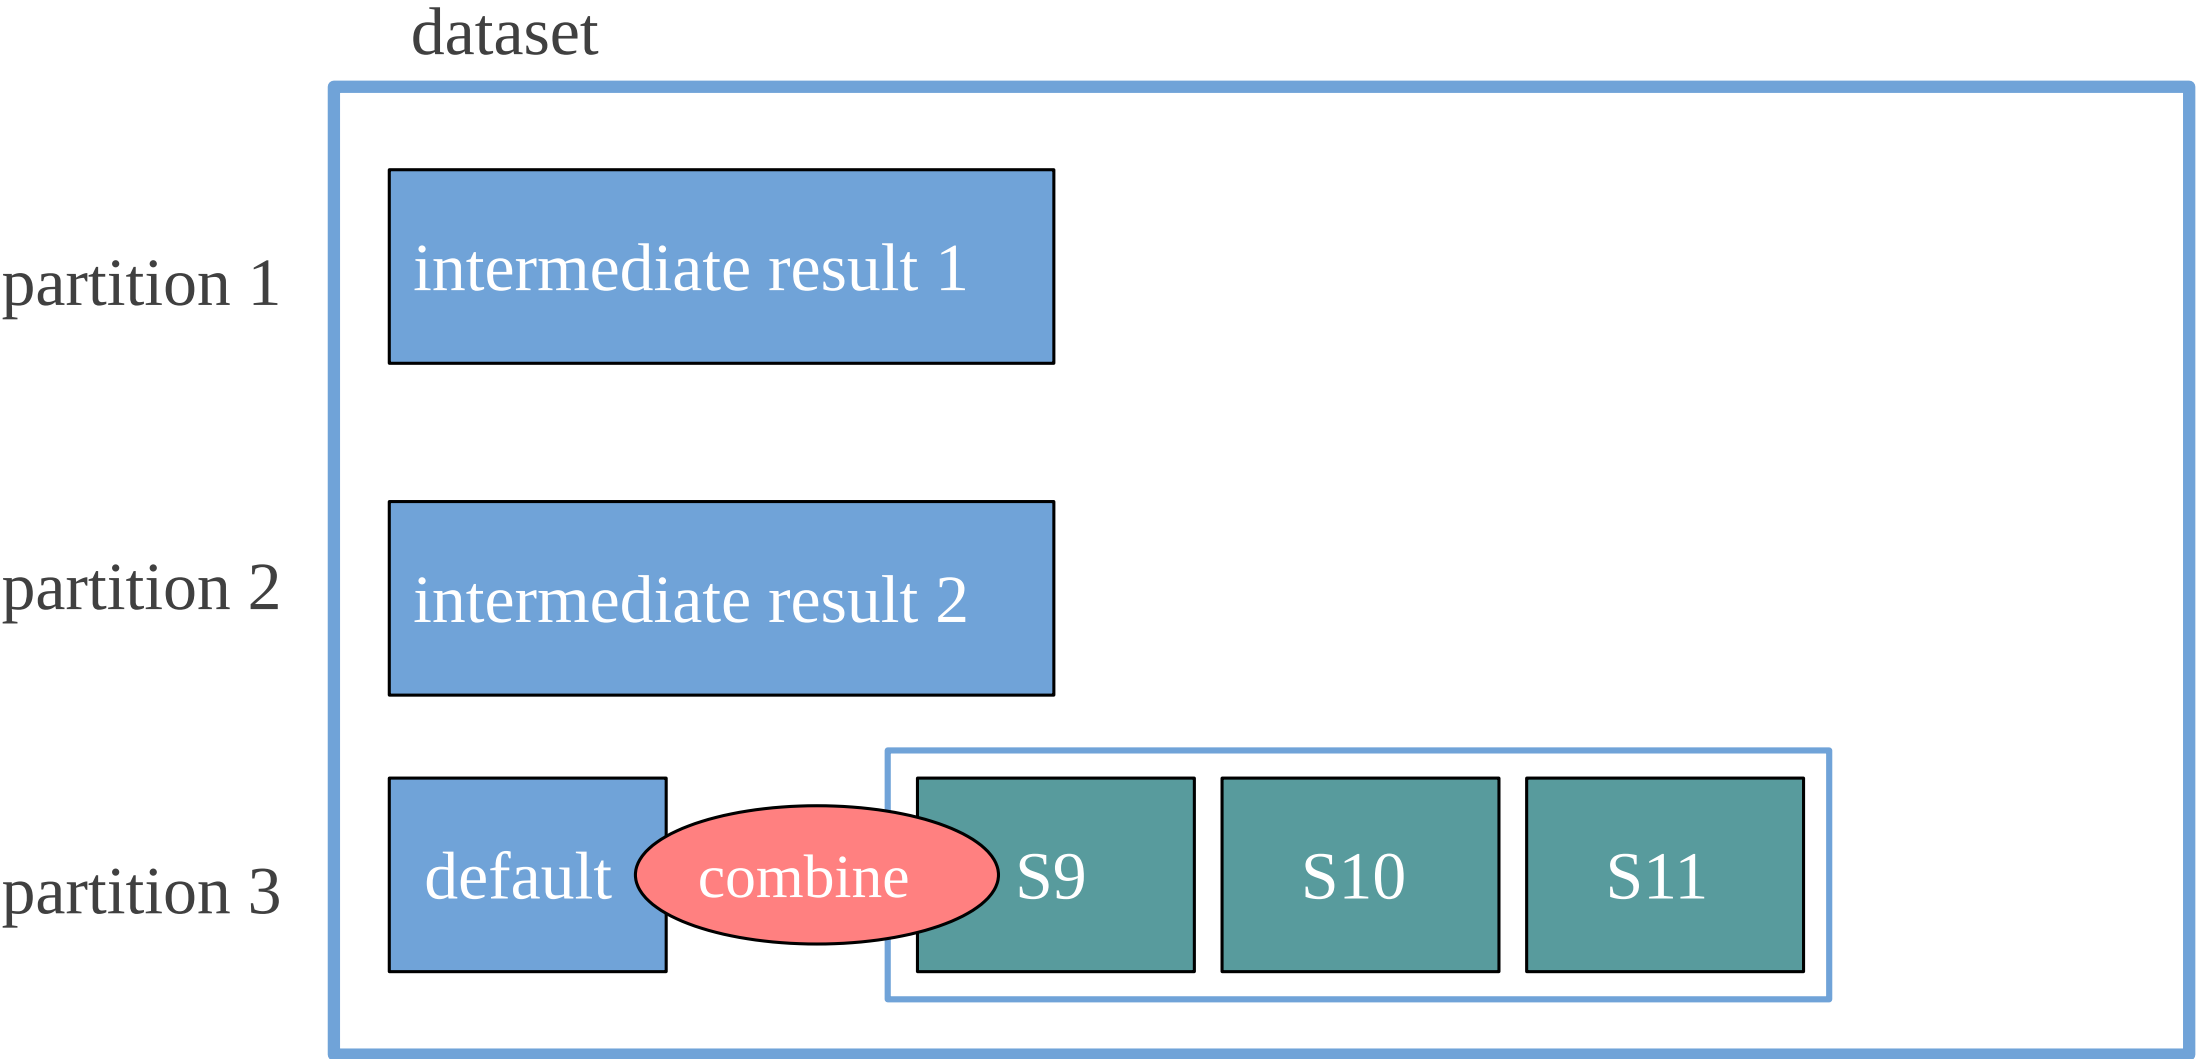 dataset
partition 1
intermediate result 1
partition 2
intermediate result 2
partition 3
default
combine
S9
S10
S11